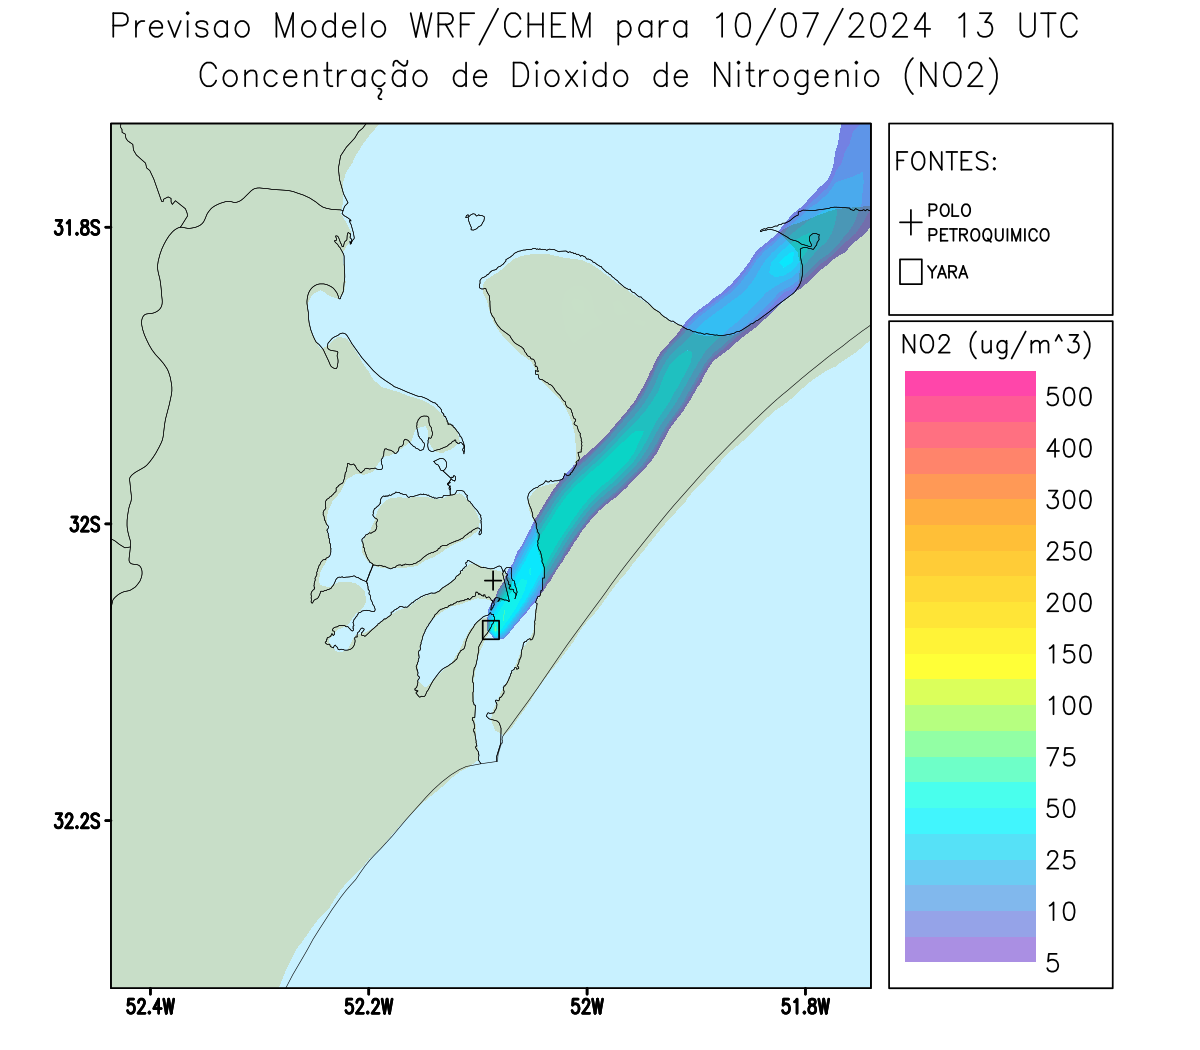 Previsao Modelo WRF/CHEM para 10/07/2024 13 UTC
Concentração de Dioxido de Nitrogenio (NO2)
FONTES:
POLO
PETROQUIMICO
YARA
NO2 (ug/m^3)
500
400
300
250
200
150
100
75
50
25
10
5
31.8S
32S
32.2S
52.4W
52.2W
52W
51.8W